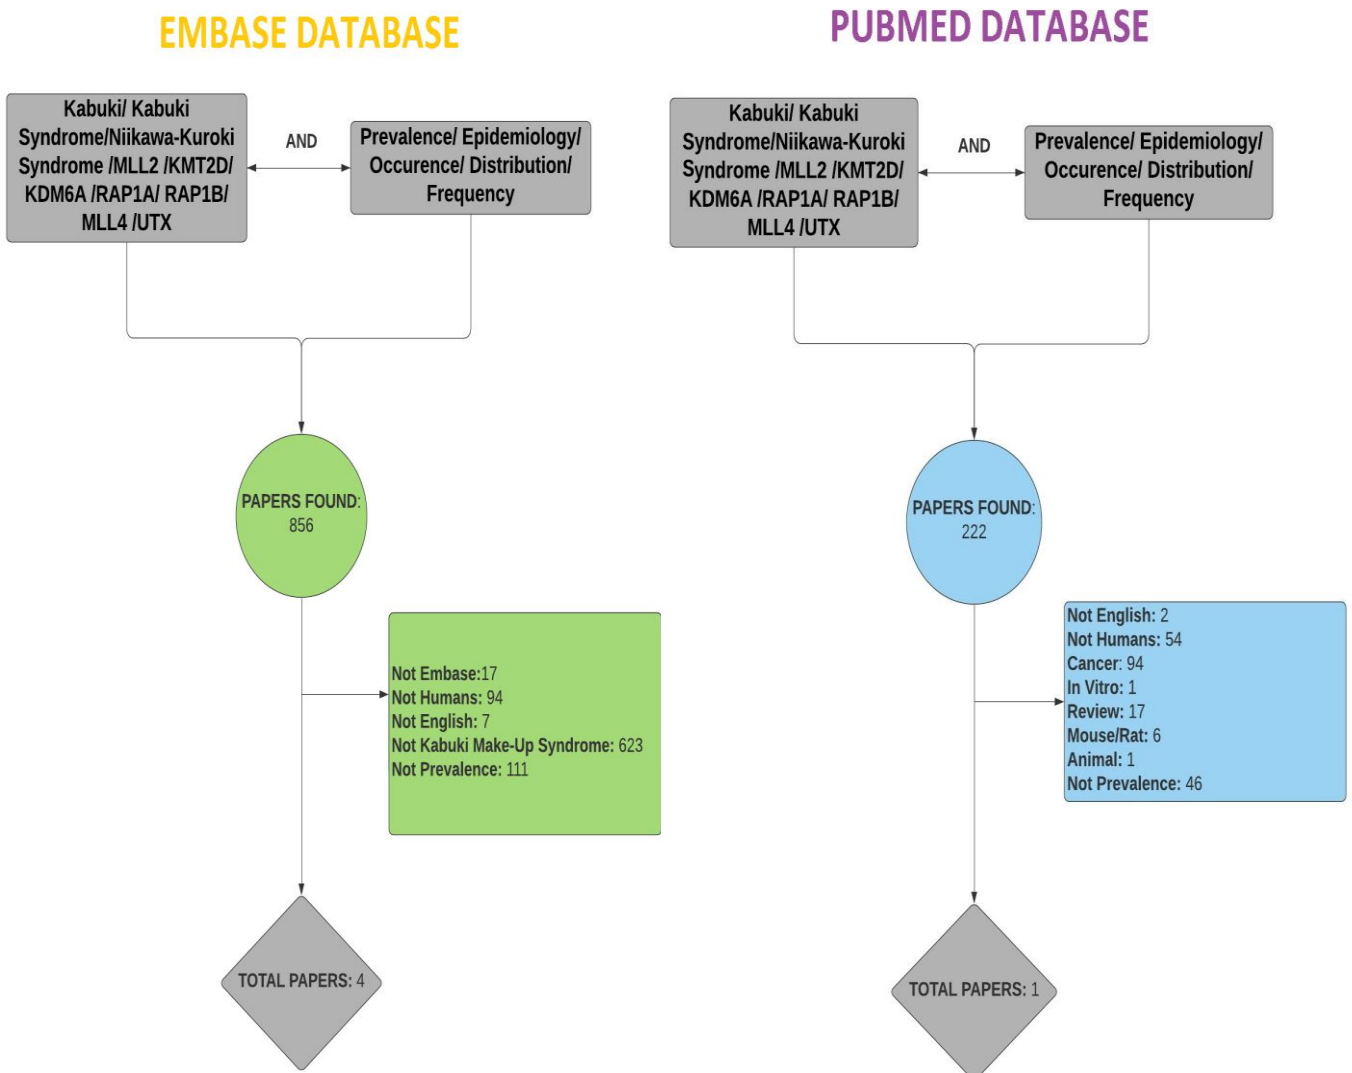 EMBASE DATABASE
Kabuki/ Kabuki
Syndrome/Niikawa-Kuroki
Syndrome /MLL2 /KMT2D/
KDM6A /RAP1A/ RAP1B/
MLL4 /UTX
AND
Prevalence/ Epidemiology/
Occurence/ Distribution/
Frequency
PAPERS FOUND:
856
Not Embase:17
Not Humans: 94
Not English: 7
Not Kabuki Make-Up Syndrome: 623
Not Prevalence: 111
TOTAL PAPERS: 4
PUBMED DATABASE
Kabuki/ Kabuki
Syndrome/Niikawa-Kuroki
Syndrome /MLL2 /KMT2D/
KDM6A /RAP1A/ RAP1B/
MLL4 /UTX
AND
Prevalence/ Epidemiology/
Occurence/ Distribution/
Frequency
PAPERS FOUND:
222
Not English: 2
Not Humans: 54
Cancer: 94
In Vitro: 1
Review: 17
Mouse/Rat: 6
Animal: 1
Not Prevalence: 46
TOTAL PAPERS: 1